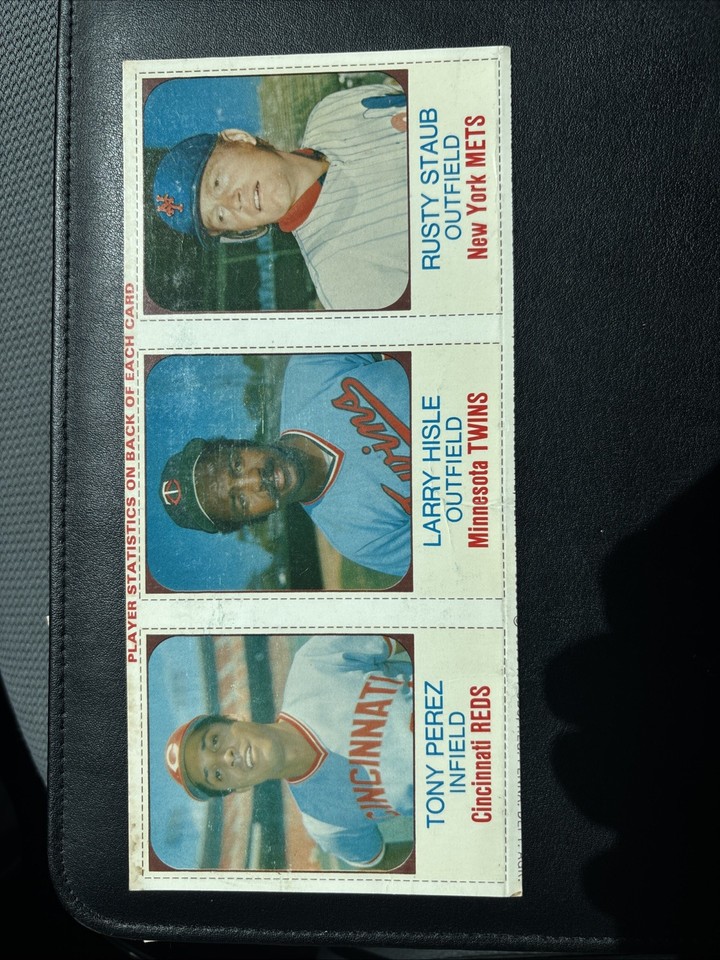 PLAYER STATISTICS ON BACK OF EACH CARD
CINCINNATI
TONY PEREZ
INFIELD
Cincinnati REDS
Twins
LARRY HISLE
OUTFIELD
Minnesota TWINS
RUSTY STAUB
OUTFIELD
New York METS